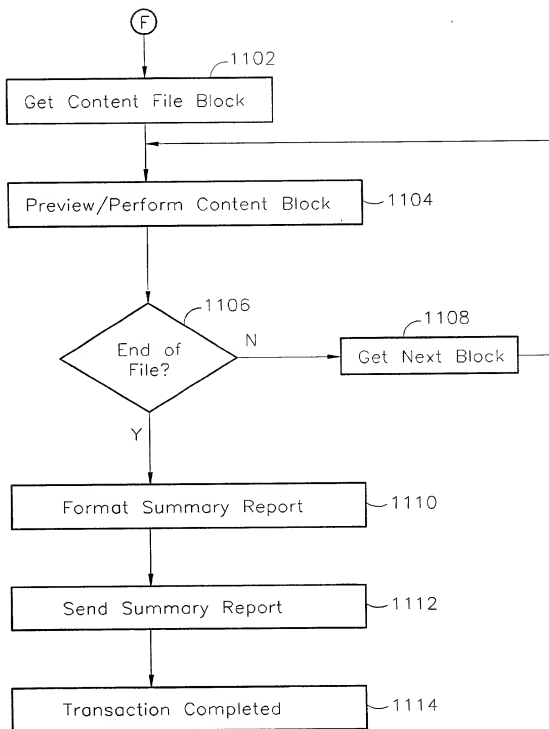 F
1102
Get Content File Block
Preview/Perform Content Block
1104
1106
End of
File?
N
1108
Get Next Block
Y
Format Summary Report
1110
Send Summary Report
1112
Transaction Completed
1114